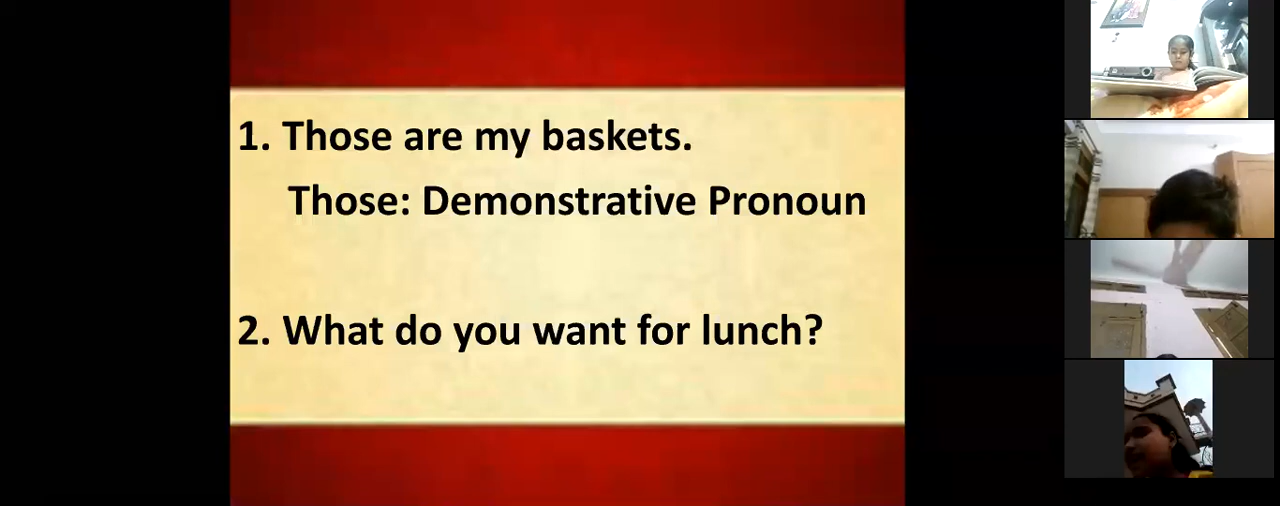 1. Those are my baskets.
Those: Demonstrative Pronoun
2. What do you want for lunch?